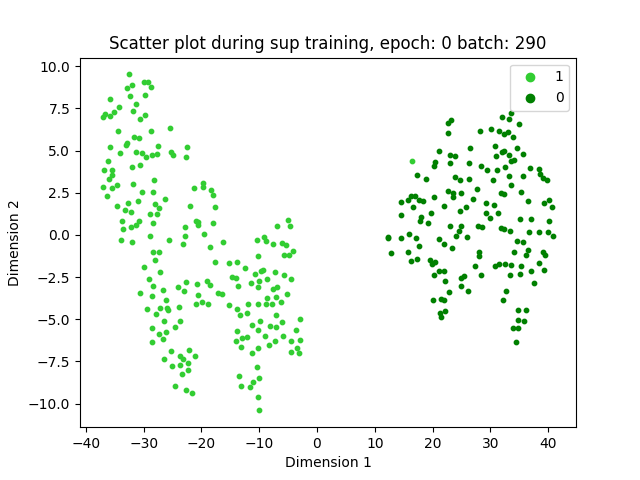 Scatter plot during sup training, epoch: 0 batch: 290
1
0
10.0
7.5
5.0
2.5
0.0
−2.5
−5.0
−7.5
−10.0
Dimension 2
−40 −30 −20 −10 0 10 20 30 40
Dimension 1